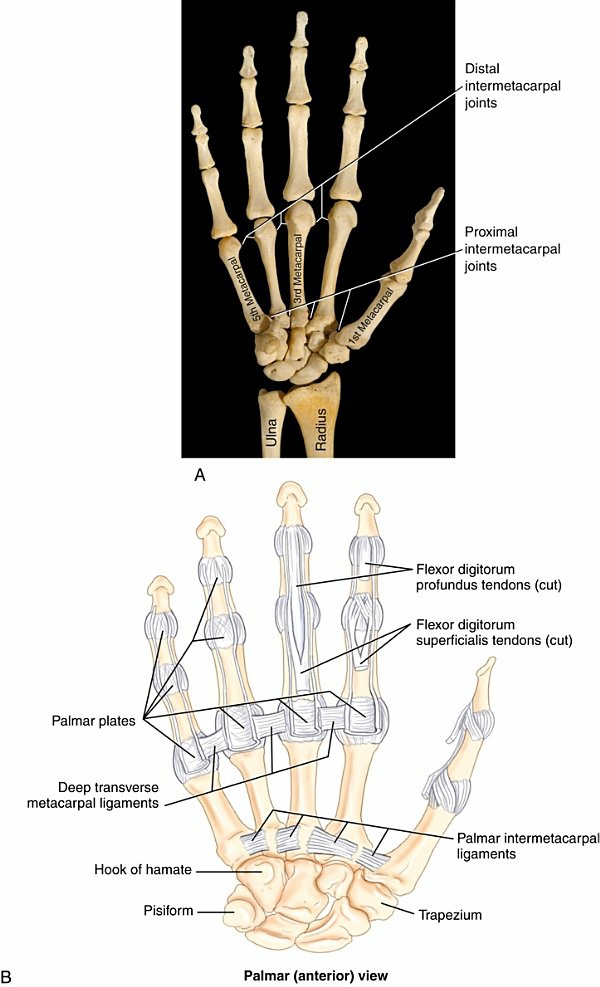 Distal
intermetacarpal
joints
Proximal
intermetacarpal
joints
5th Metacarpal
3rd Metacarpal
1st Metacarpal
Ulna
Radius
A
Flexor digitorum
profundus tendons (cut)
Flexor digitorum
superficialis tendons (cut)
Palmar plates
Deep transverse
metacarpal ligaments
Palmar intermetacarpal
ligaments
Hook of hamate
Pisiform
Trapezium
B
Palmar (anterior) view